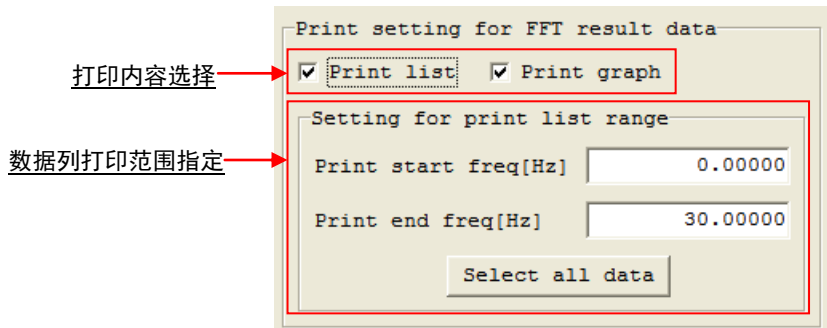 Print setting for FFT result data
打印内容选择
Print list Print graph
Setting for print list range
数据列打印范围指定
Print start freq[Hz] 0.00000
Print end freq[Hz] 30.00000
Select all data